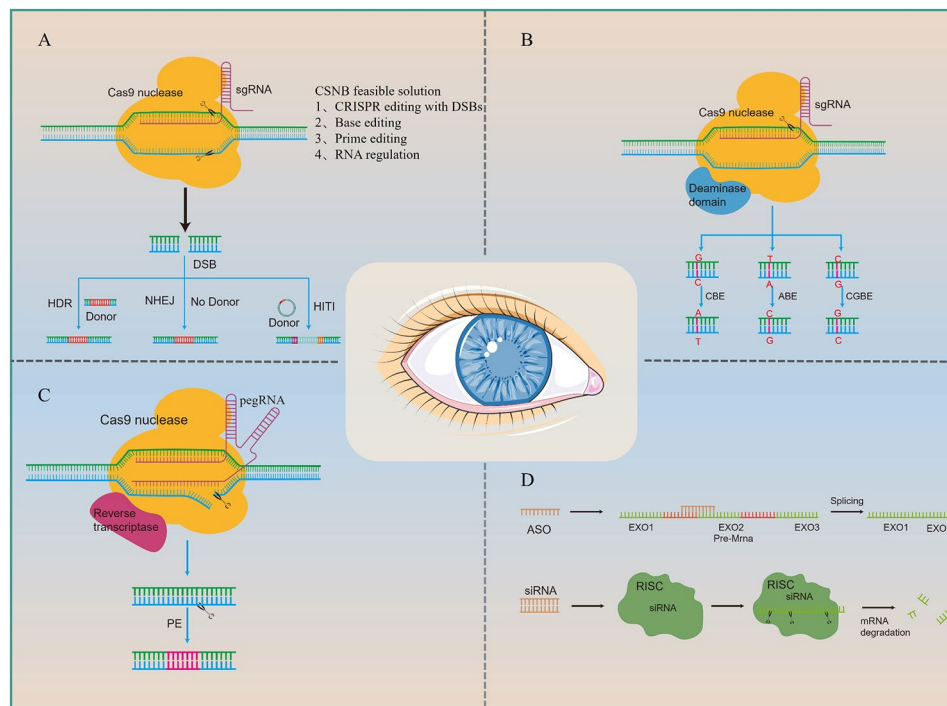 A
Cas9 nuclease
sgRNA
CSNB feasible solution
1、CRISPR editing with DSBs
2、Base editing
3、Prime editing
4、RNA regulation
DSB
HDR
Donor
NHEJ
No Donor
Donor
HITI
B
Cas9 nuclease
sgRNA
Deaminase
domain
G
T
C
C
A
G
CBE
ABE
CGBE
A
C
G
T
G
C
C
pegRNA
Cas9 nuclease
Reverse
transcriptase
PE
D
ASO
EXO1
EXO2
EXO3
Pre-Mrna
Splicing
EXO1
siRNA
RISC
siRNA
RISC
siRNA
mRNA
degradation